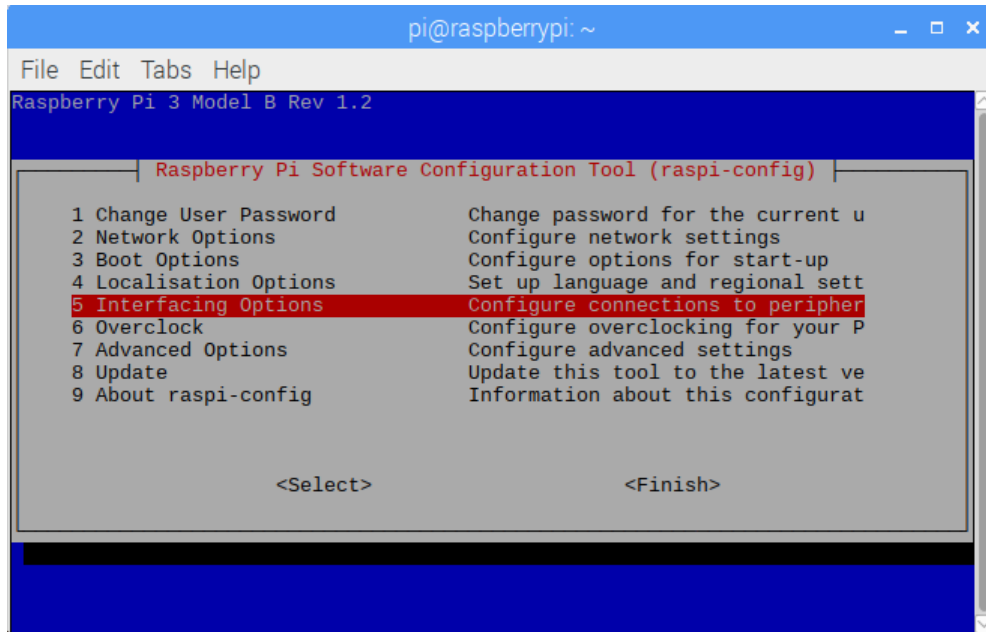 pi@raspberrypi: ~
File Edit Tabs Help
Raspberry Pi 3 Model B Rev 1.2
Raspberry Pi Software Configuration Tool (raspi-config)
1 Change User Password Change password for the current u
2 Network Options Configure network settings
3 Boot Options Configure options for start-up
4 Localisation Options Set up language and regional sett
5 Interfacing Options Configure connections to peripher
6 Overclock Configure overclocking for your P
7 Advanced Options Configure advanced settings
8 Update Update this tool to the latest ve
9 About raspi-config Information about this configurat
<Select> <Finish>